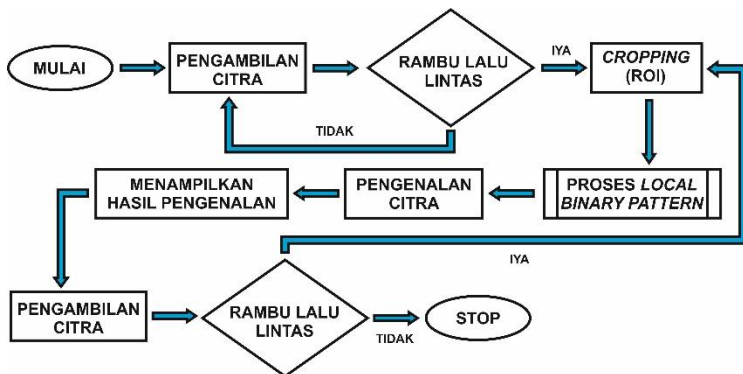 MULAI
PENGAMBILAN
CITRA
RAMBU LALU
LINTAS
IYA
CROPPING
(ROI)
TIDAK
MENAMPILKAN
HASIL PENGENALAN
PENGENALAN
CITRA
PROSES LOCAL
BINARY PATTERN
IYA
PENGAMBILAN
CITRA
RAMBU LALU
LINTAS
TIDAK
STOP